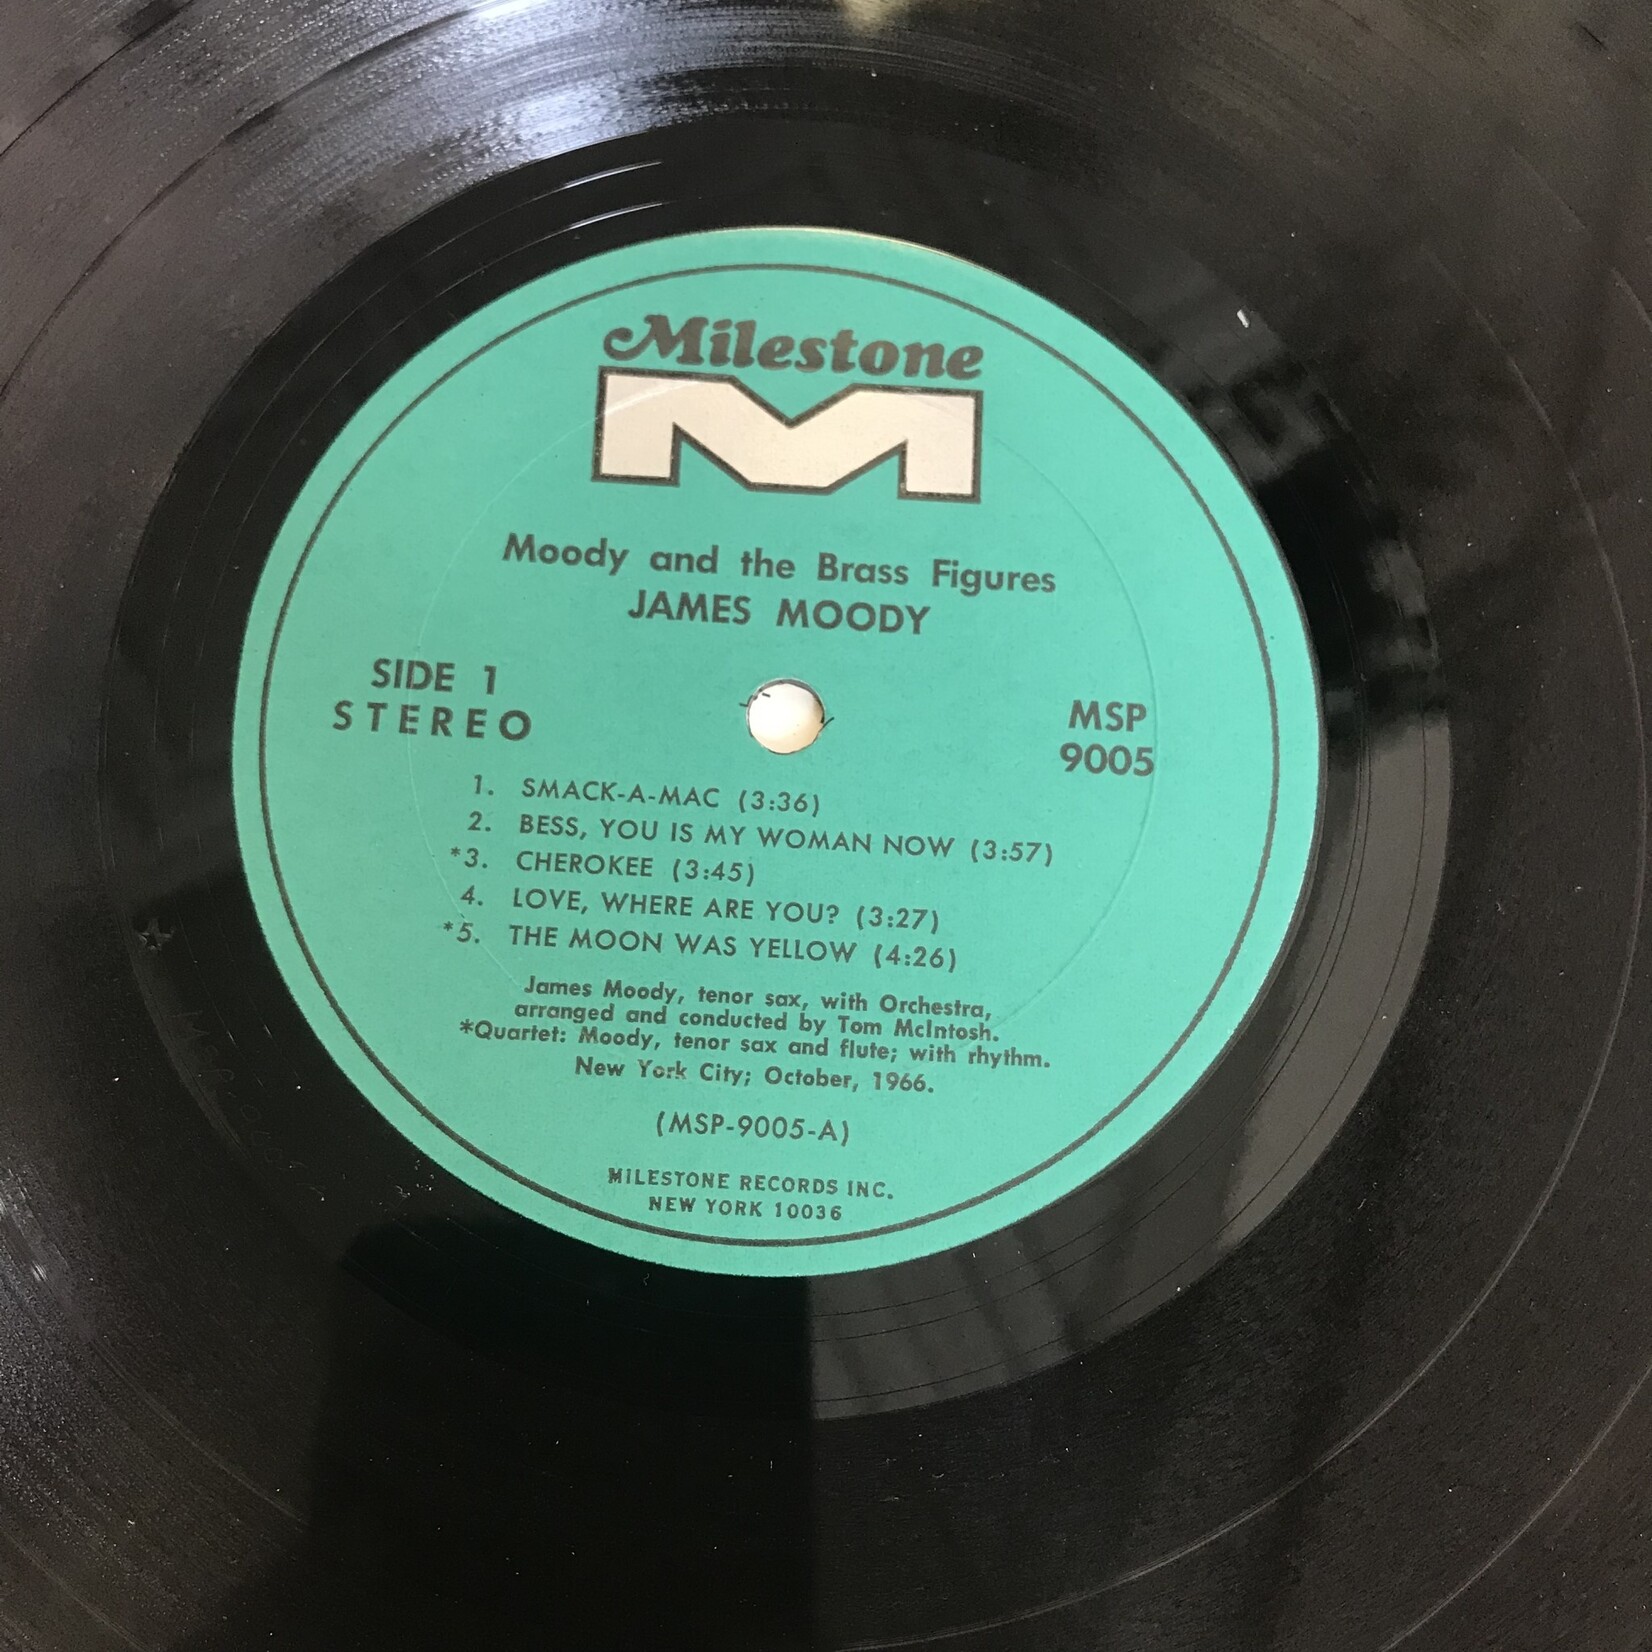 Milestone
Moody and the Brass Figures
JAMES MOODY
SIDE 1
STEREO
MSP
9005
1. SMACK-A-MAC (3:36)
2. BESS, YOU IS MY WOMAN NOW (3:57)
*3. CHEROKEE (3:45)
4. LOVE, WHERE ARE YOU? (3:27)
*5. THE MOON WAS YELLOW (4:26)
James Moody, tenor sax, with Orchestra,
arranged and conducted by Tom McIntosh.
*Quartet: Moody, tenor sax and flute; with rhythm.
New York City; October, 1966.
(MSP-9005-A)
MILESTONE RECORDS INC.
NEW YORK 10036